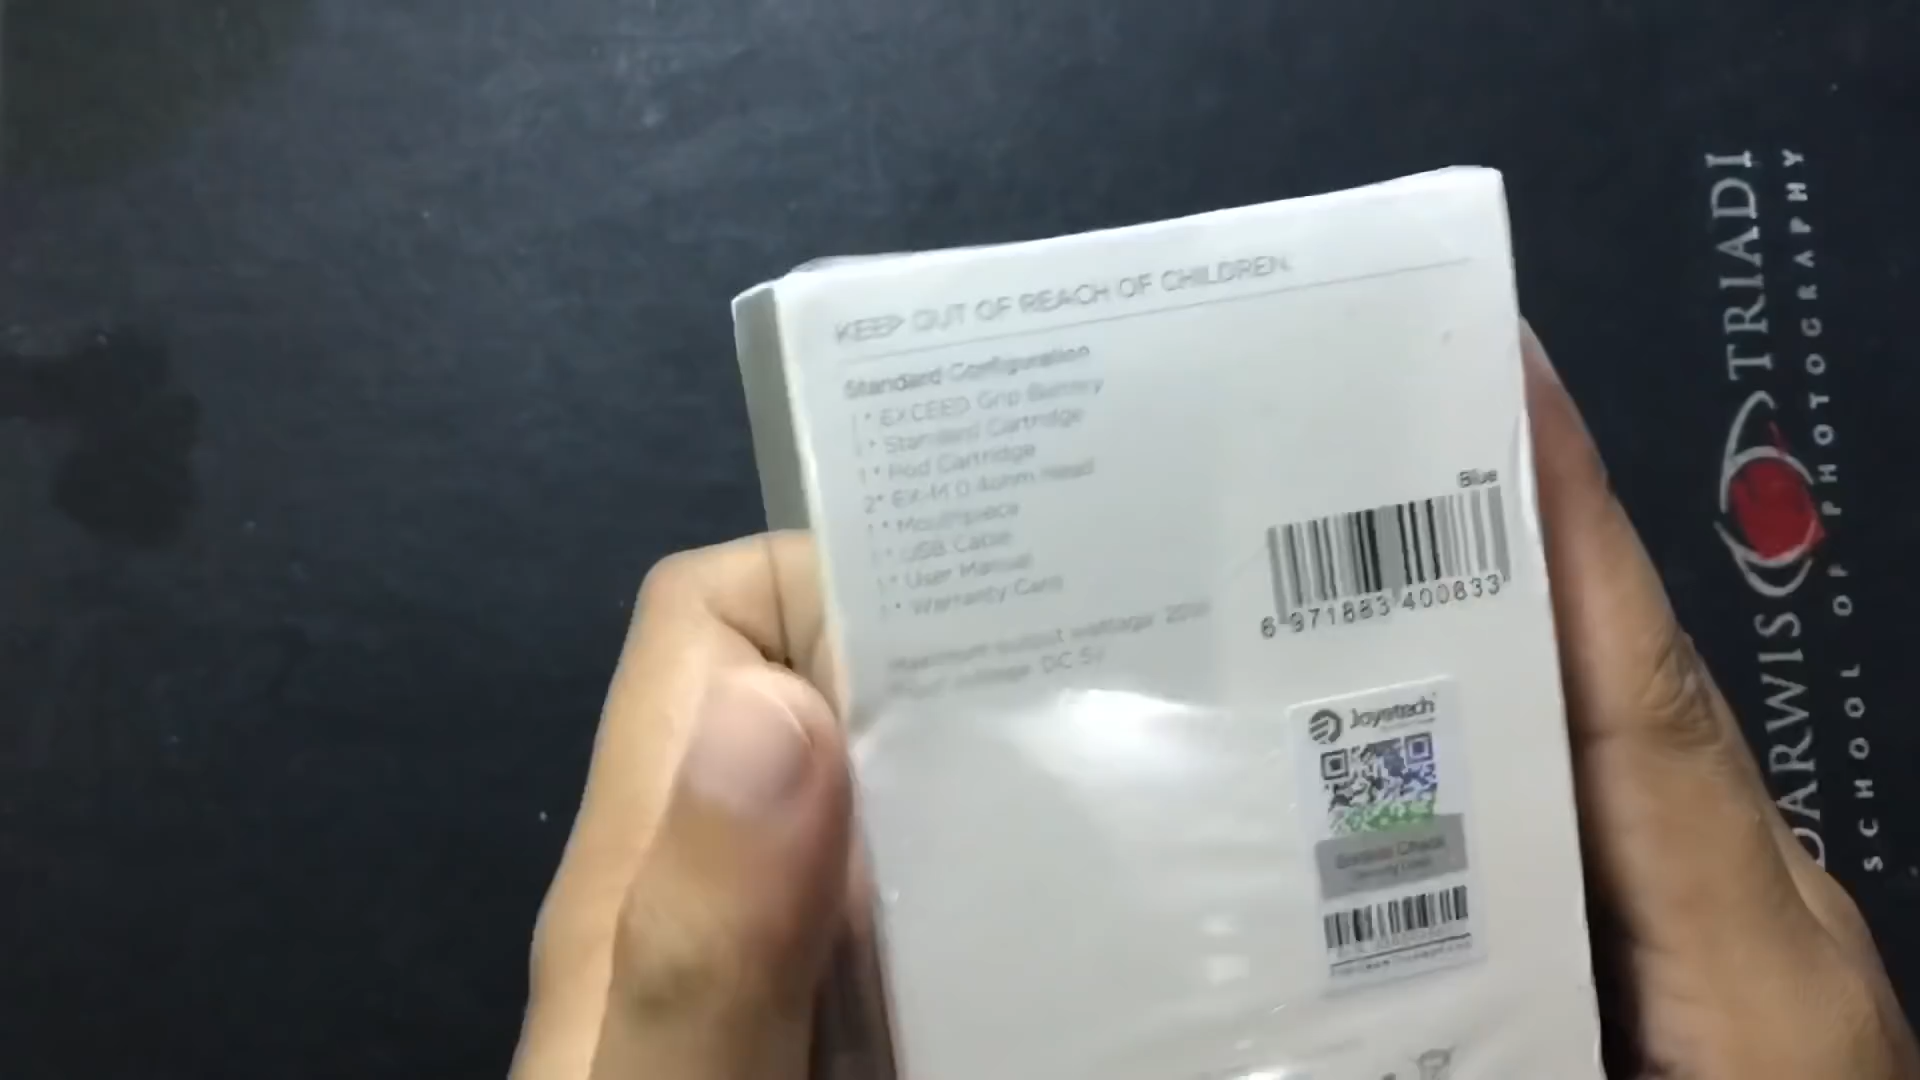 KEEP OUT OF REACH OF CHILDREN.
Standard Configuration
1* EXCEED Grip Battery
1* Standard Cartridge
1* Pod Cartridge
2* EX-M 0.4ohm head
1* Mouthpiece
1* USB Cable
1* User Manual
1* Warranty Card
Maximum output wattage:
voltage: DC 5V
Blue
6 971883 400833
Joyetech
DARWIS TRIADI
SCHOOL OF PHOTOGRAPHY